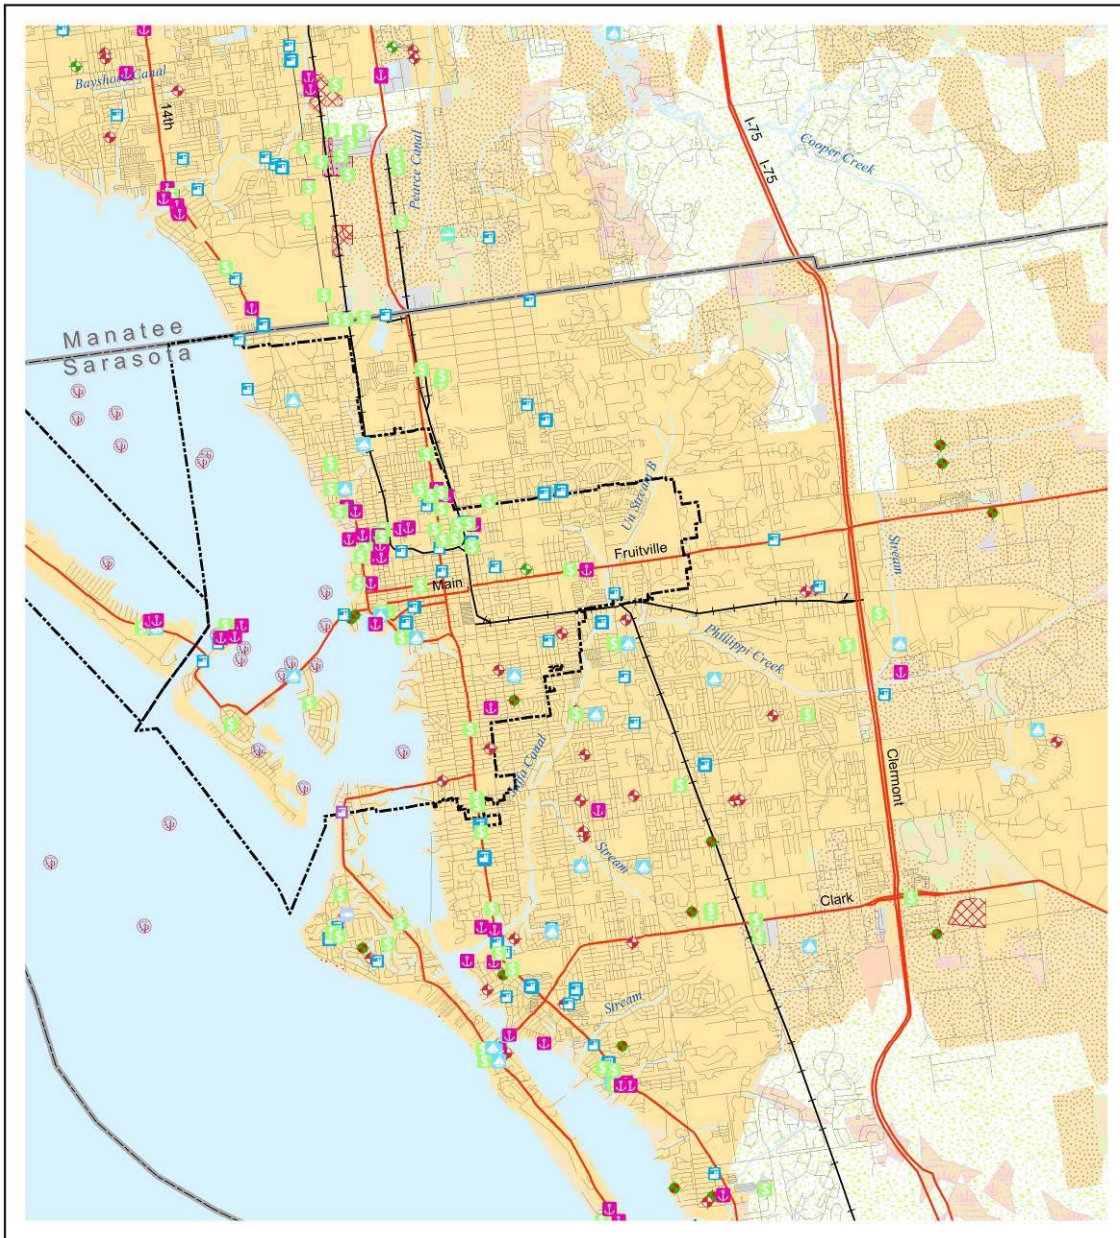 Bayshore Canal
14th
Pearce Canal
I-75
I-75
Cooper Creek
Manatee
Sarasota
Un Stream B
Stream
Fruitville
Main
Phillippi Creek
Clermont
Canal
Stream
Clark
Stream